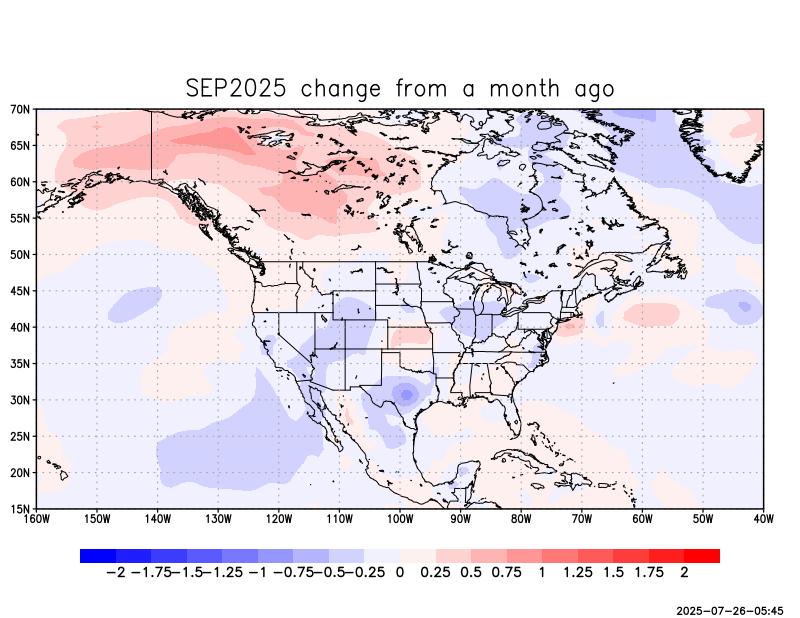 SEP2025 change from a month ago
70N
65N
60N
55N
50N
45N
40N
35N
30N
25N
20N
15N
160W 150W 140W 130W 120W 110W 100W 90W 80W 70W 60W 50W 40W
−2 −1.75 −1.5 −1.25 −1 −0.75 −0.5 −0.25 0 0.25 0.5 0.75 1 1.25 1.5 1.75 2
2025-07-26-05:45